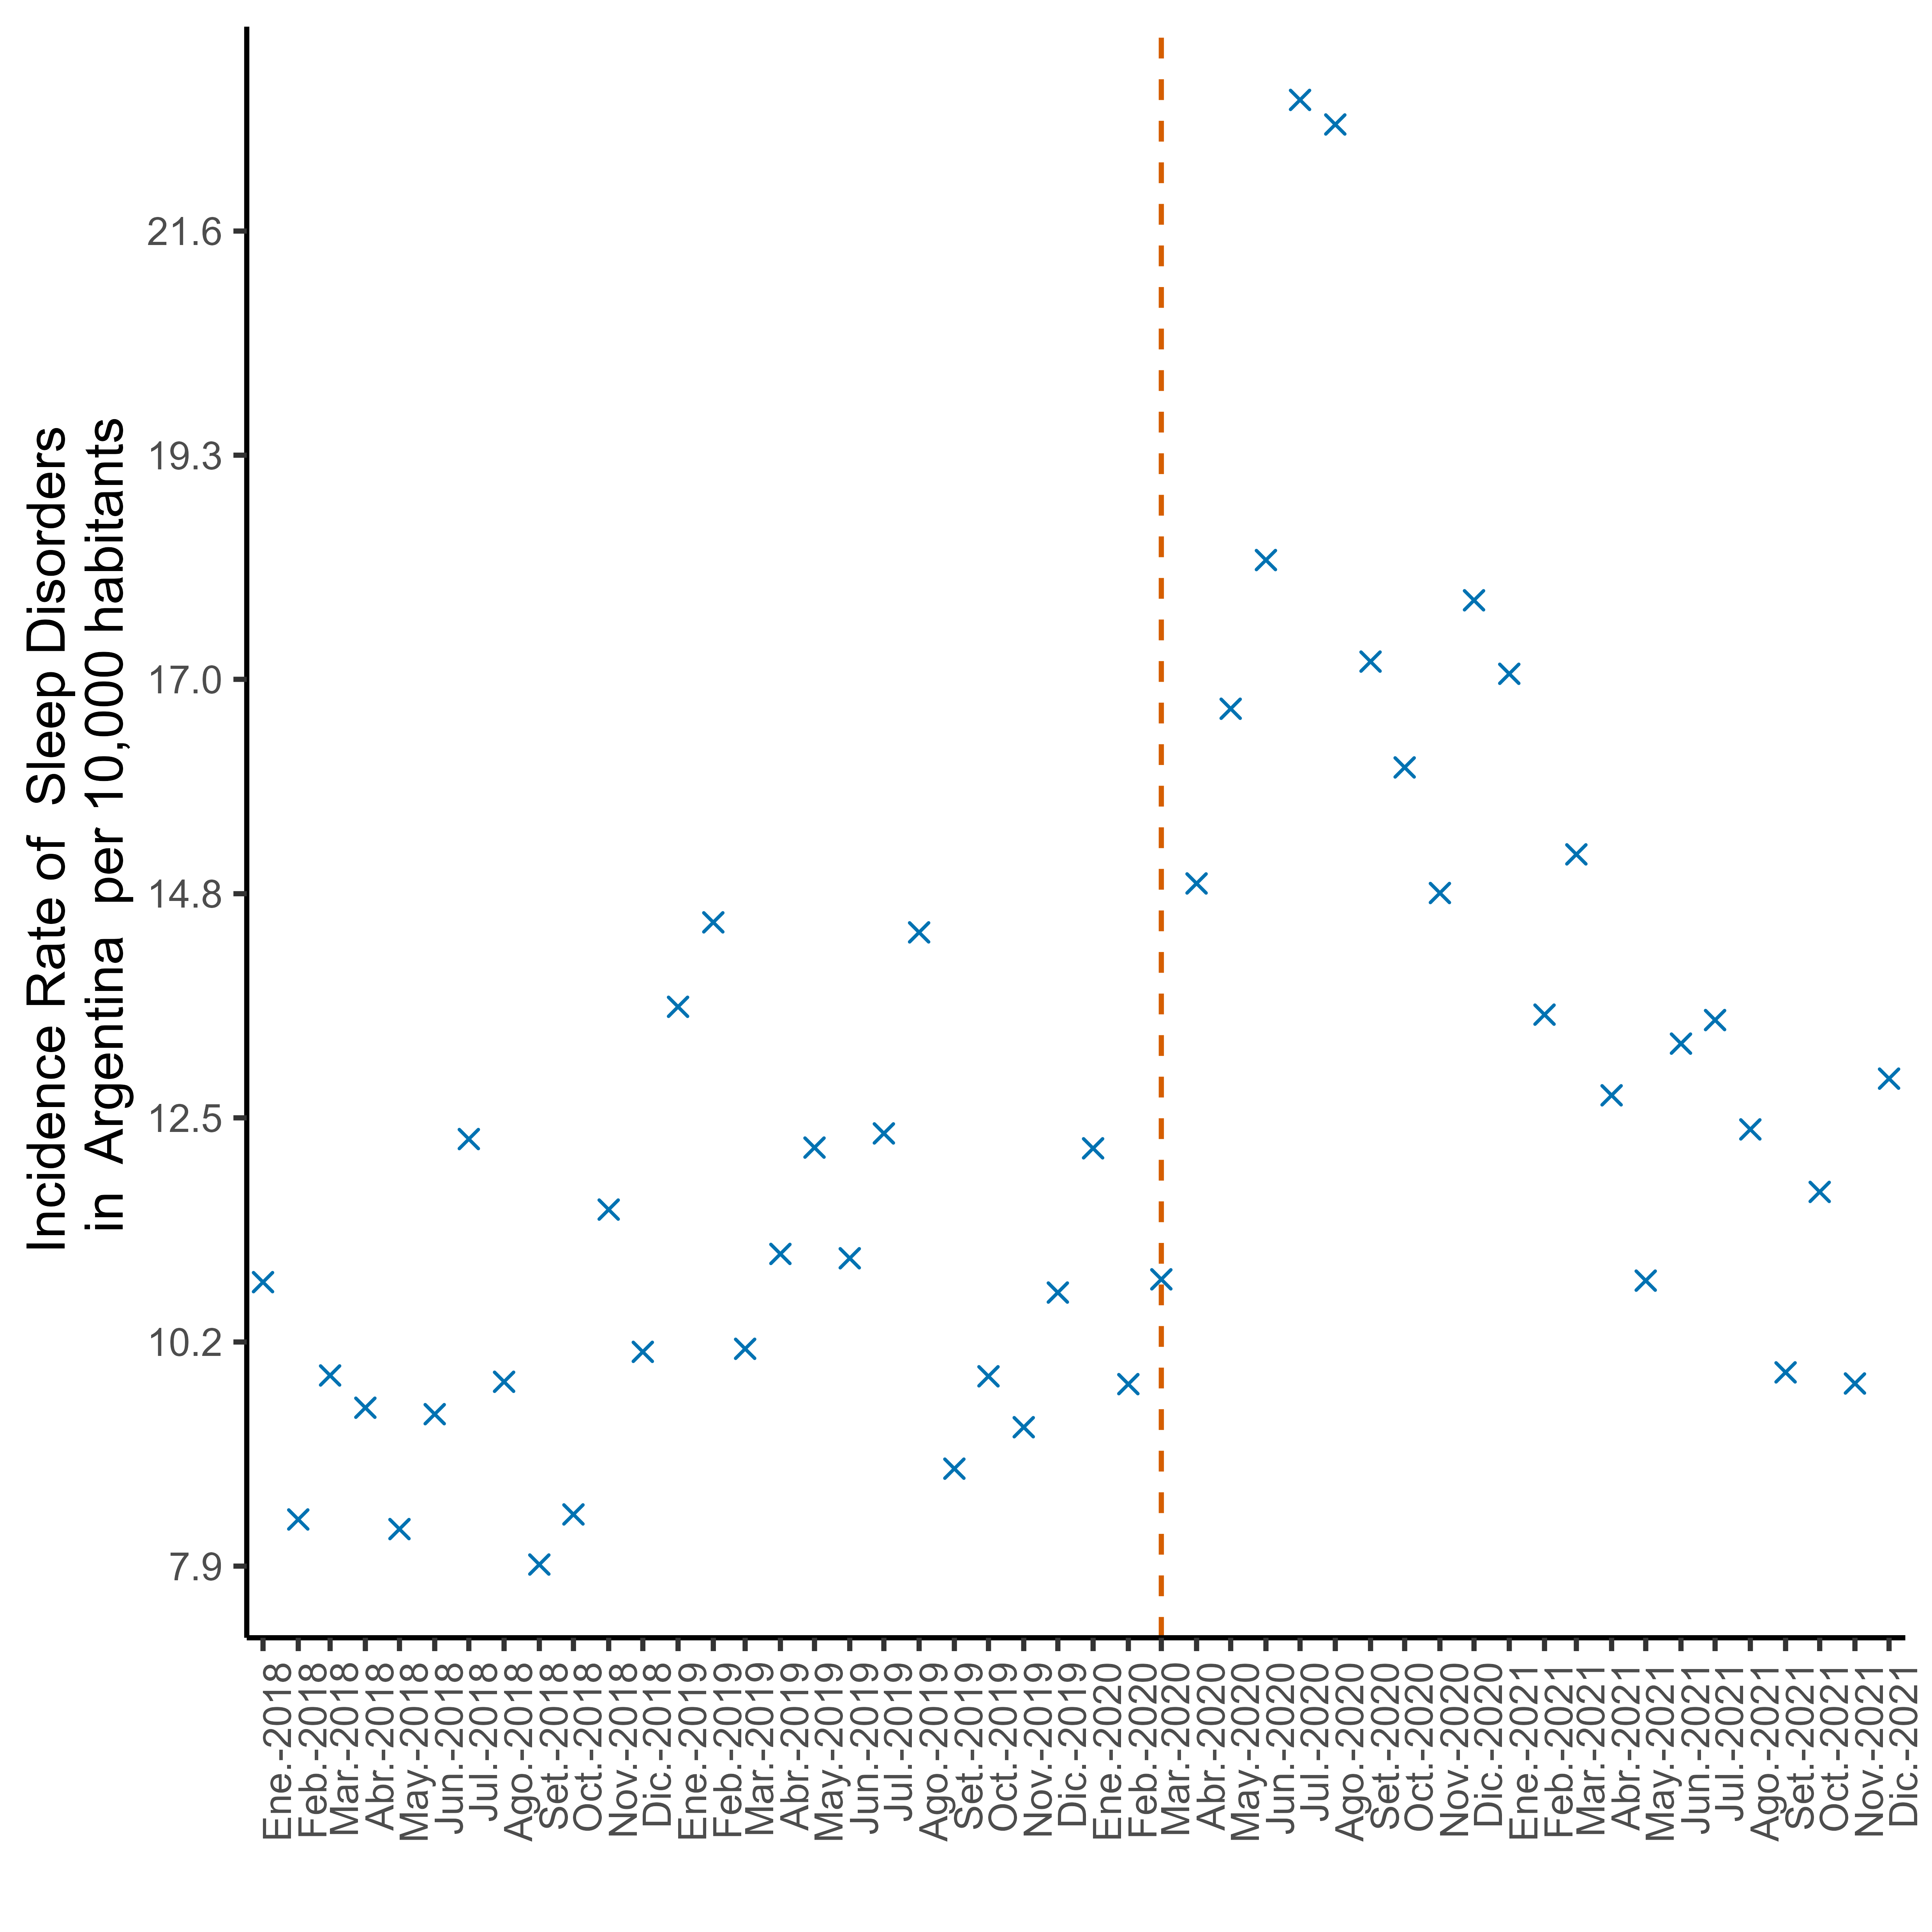 Incidence Rate of  Sleep Disorders
in  Argentina  per 10,000 habitants
21.6
19.3
17.0
14.8
12.5
10.2
7.9
Ene.-2018
Feb.-2018
Mar.-2018
Abr.-2018
May.-2018
Jun.-2018
Jul.-2018
Ago.-2018
Set.-2018
Oct.-2018
Nov.-2018
Dic.-2018
Ene.-2019
Feb.-2019
Mar.-2019
Abr.-2019
May.-2019
Jun.-2019
Jul.-2019
Ago.-2019
Set.-2019
Oct.-2019
Nov.-2019
Dic.-2019
Ene.-2020
Feb.-2020
Mar.-2020
Abr.-2020
May.-2020
Jun.-2020
Jul.-2020
Ago.-2020
Set.-2020
Oct.-2020
Nov.-2020
Dic.-2020
Ene.-2021
Feb.-2021
Mar.-2021
Abr.-2021
May.-2021
Jun.-2021
Jul.-2021
Ago.-2021
Set.-2021
Oct.-2021
Nov.-2021
Dic.-2021